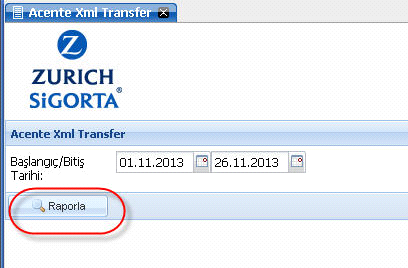 Acente Xml Transfer
ZURICH
SiGORTA®
Acente Xml Transfer
Başlangıç/Bitiş 01.11.2013 26.11.2013
Tarihi:
Raporla